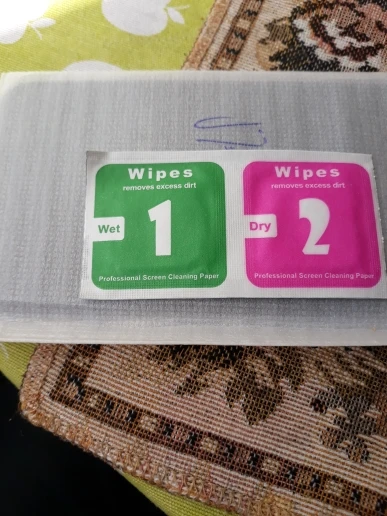 Wipes
removes excess dirt
Wet
1
Professional Screen Cleaning Paper
Wipes
removes excess dirt
Dry
2
Professional Screen Cleaning Paper